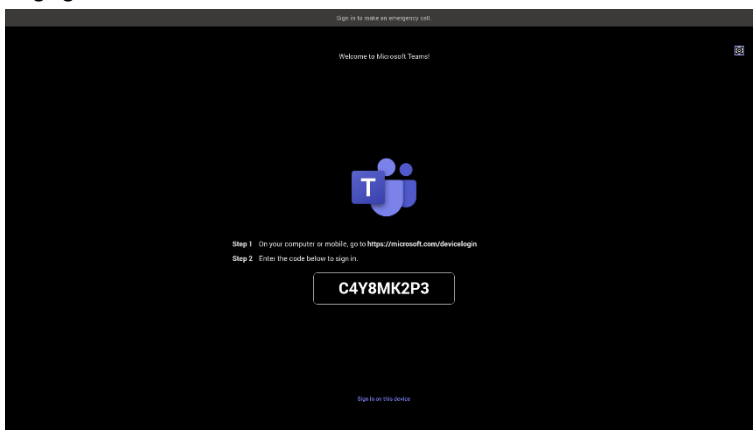 Sign in to make an emergency call.
Welcome to Microsoft Teams!
T
Step 1 On your computer or mobile, go to https://microsoft.com/devicelogin
Step 2 Enter the code below to sign in.
C4Y8MK2P3
Sign in on this device